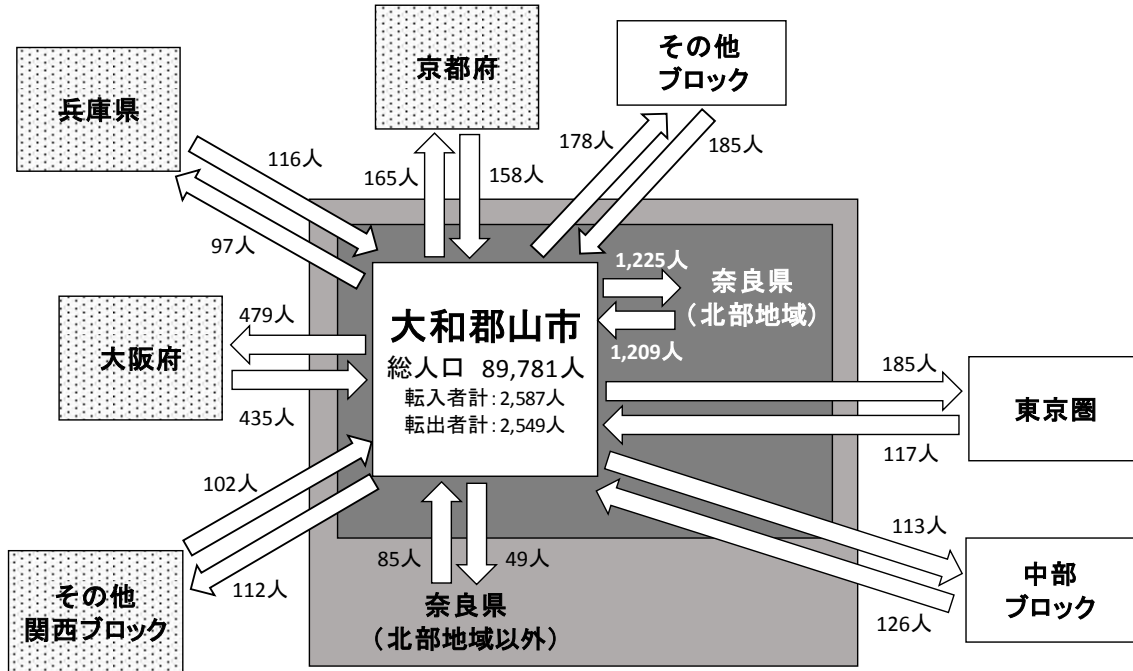 京都府
その他
ブロック
兵庫県
116人
165人
158人
178人
185人
97人
1,225人
奈良県
（北部地域）
1,209人
大和郡山市
総人口 89,781人
転入者計：2,587人
転出者計：2,549人
479人
大阪府
435人
185人
東京圏
117人
102人
112人
その他
関西ブロック
85人
49人
奈良県
（北部地域以外）
113人
中部
ブロック
126人